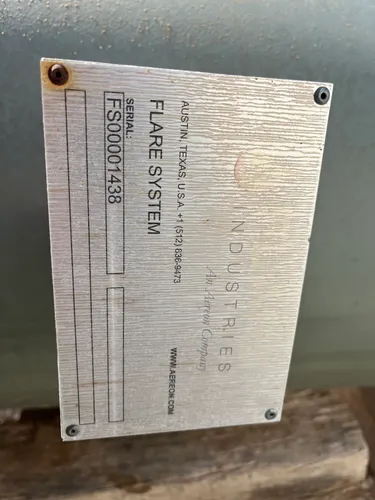 INDUSTRIES
An Aereon Company
AUSTIN, TEXAS, U.S.A. +1 (512) 836-9473
WWW.AEREON.COM
FLARE SYSTEM
SERIAL:
FS00001438